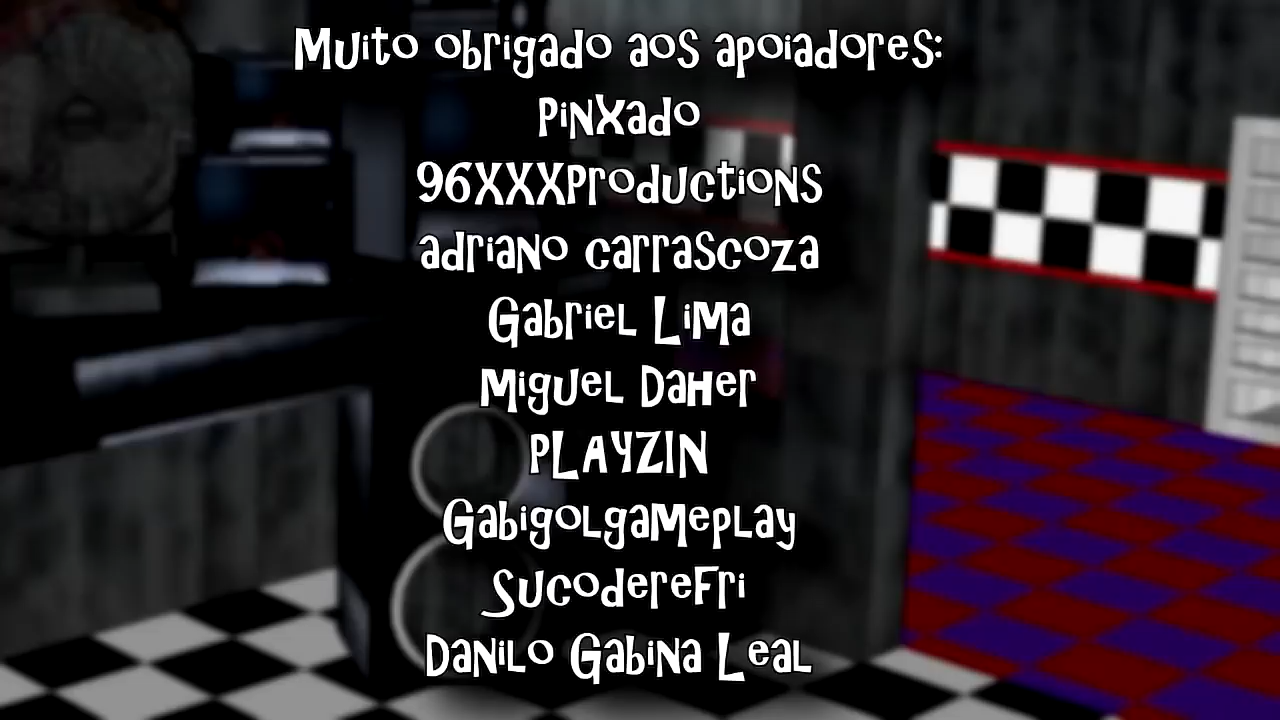 Muito obrigado aos apoiadores:
Pinxado
96XXXProductions
adriano carrascoza
Gabriel Lima
Miguel Daher
PLAYZIN
Gabigolgameplay
Sucoderefri
Danilo Gabina Leal